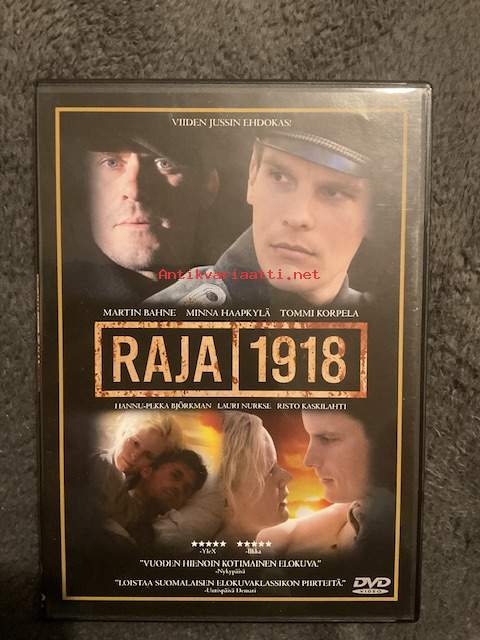 VIIDEN JUSSIN EHDOKAS!
Antikvariaatti.net
MARTIN BAHNE MINNA HAAPKYLÄ TOMMI KORPELA
RAJA 1918
HANNU-PEKKA BJÖRKMAN LAURI NURKSE RISTO KASKILAHTI
★★★★★ ★★★★★
-YleX -Ilkka
"VUODEN HIENOIN KOTIMAINEN ELOKUVA."
-Nykypäivä
"LOISTAA SUOMALAISEN ELOKUVAKLASSIKON PIIRTEITÄ."
-Uutispäivä Demari
DVD
VIDEO